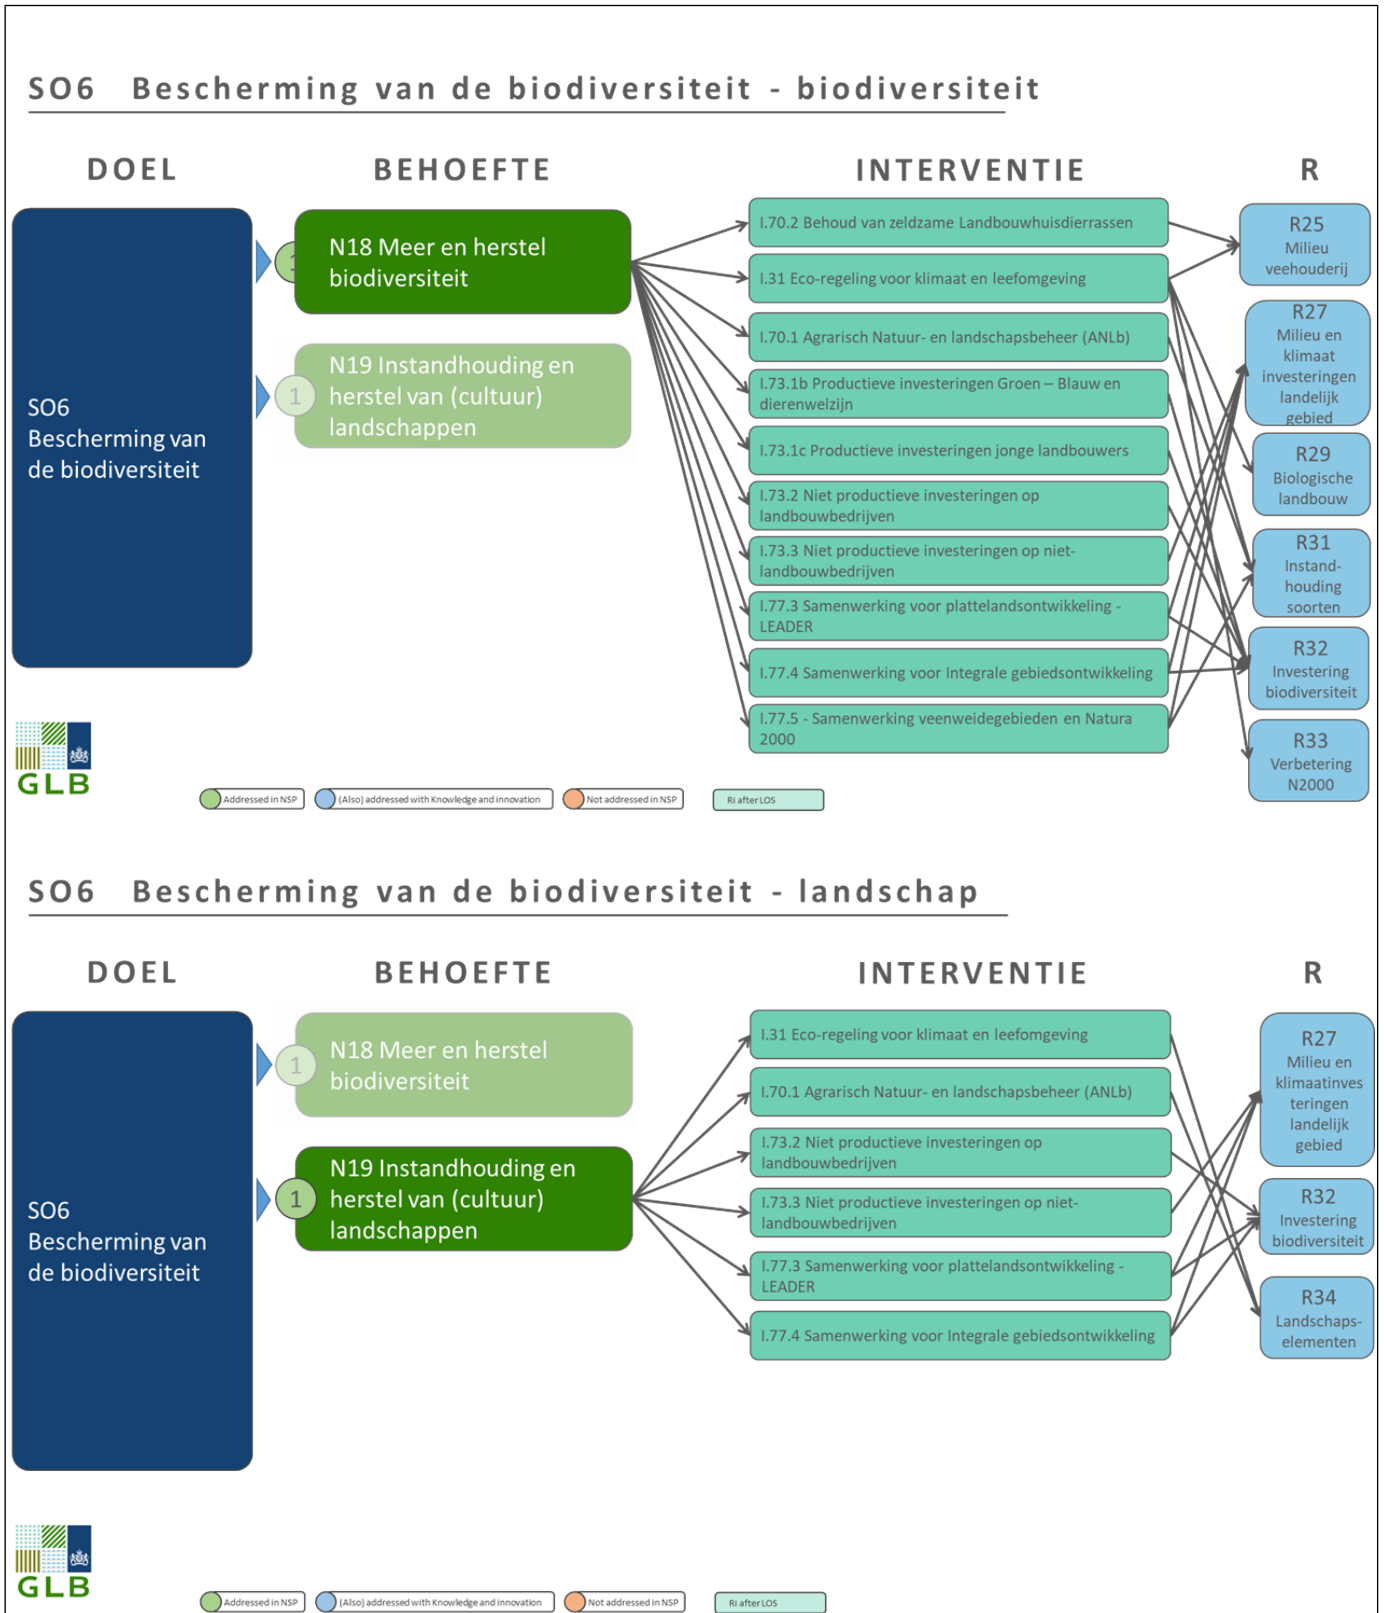 SO6 Bescherming van de biodiversiteit - biodiversiteit
DOEL
BEHOEFTE
INTERVENTIE
R
SO6
Bescherming van
de biodiversiteit
1
N18 Meer en herstel
biodiversiteit
1
N19 Instandhouding en
herstel van (cultuur)
landschappen
I.70.2 Behoud van zeldzame Landbouwhuisdierrassen
I.31 Eco-regeling voor klimaat en leefomgeving
I.70.1 Agrarisch Natuur- en landschapsbeheer (ANLb)
I.73.1b Productieve investeringen Groen – Blauw en
dierenwelzijn
I.73.1c Productieve investeringen jonge landbouwers
I.73.2 Niet productieve investeringen op
landbouwbedrijven
I.73.3 Niet productieve investeringen op niet-
landbouwbedrijven
I.77.3 Samenwerking voor plattelandsontwikkeling -
LEADER
I.77.4 Samenwerking voor Integrale gebiedsontwikkeling
I.77.5 - Samenwerking veenweidegebieden en Natura
2000
R25
Milieu
veehouderij
R27
Milieu en
klimaat
investeringen
landelijk
gebied
R29
Biologische
landbouw
R31
Instand-
houding
soorten
R32
Investering
biodiversiteit
R33
Verbetering
N2000
GLB
Addressed in NSP
(Also) addressed with Knowledge and innovation
Not addressed in NSP
Ri after LOS
SO6 Bescherming van de biodiversiteit - landschap
DOEL
BEHOEFTE
INTERVENTIE
R
SO6
Bescherming van
de biodiversiteit
1
N18 Meer en herstel
biodiversiteit
1
N19 Instandhouding en
herstel van (cultuur)
landschappen
I.31 Eco-regeling voor klimaat en leefomgeving
I.70.1 Agrarisch Natuur- en landschapsbeheer (ANLb)
I.73.2 Niet productieve investeringen op
landbouwbedrijven
I.73.3 Niet productieve investeringen op niet-
landbouwbedrijven
I.77.3 Samenwerking voor plattelandsontwikkeling -
LEADER
I.77.4 Samenwerking voor Integrale gebiedsontwikkeling
R27
Milieu en
klimaatinves
teringen
landelijk
gebied
R32
Investering
biodiversiteit
R34
Landschaps-
elementen
GLB
Addressed in NSP
(Also) addressed with Knowledge and innovation
Not addressed in NSP
Ri after LOS